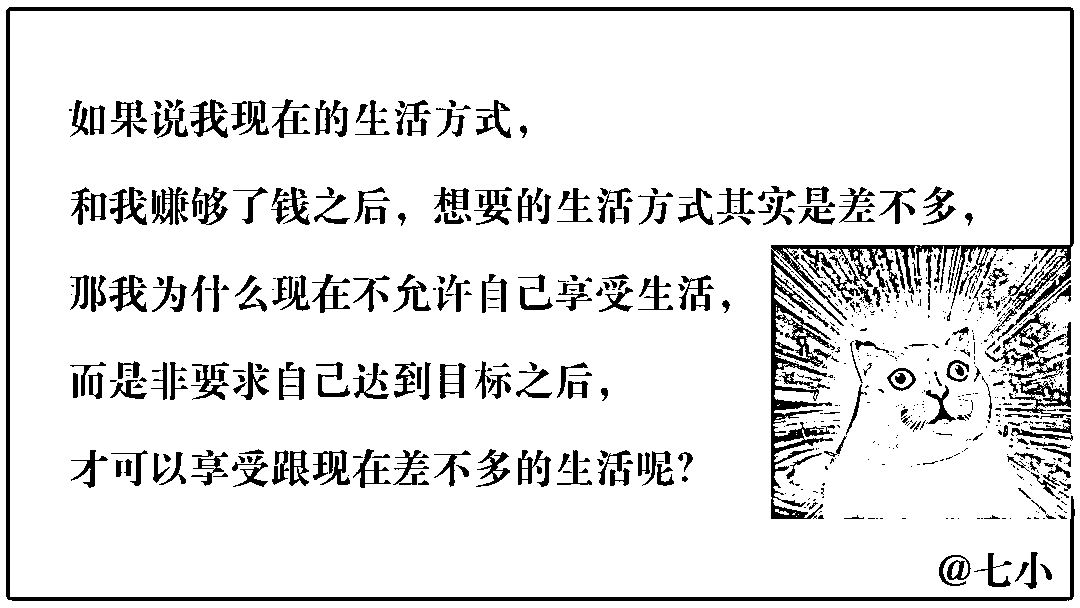 如果说我现在的生活方式，
和我赚够了钱之后，想要的生活方式其实是差不多，
那我为什么现在不允许自己享受生活，
而是非要求自己达到目标之后，
才可以享受跟现在差不多的生活呢？
@七小